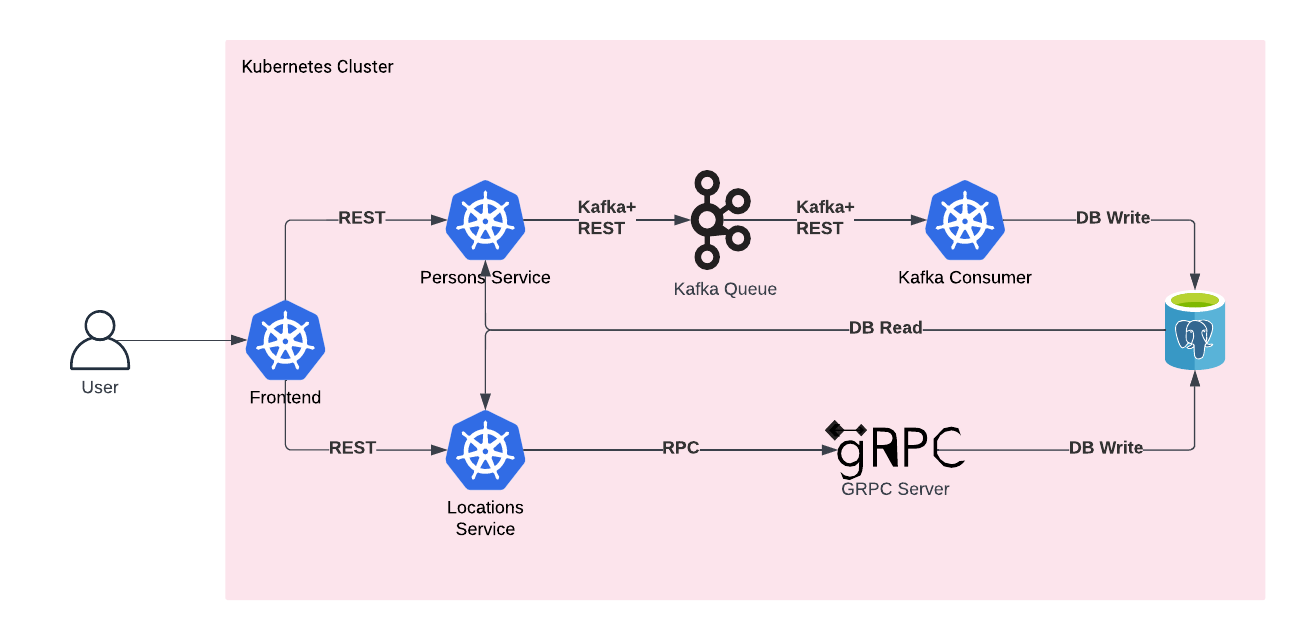 Kubernetes Cluster
REST
Kafka+
REST
Kafka+
REST
DB Write
Persons Service
Kafka Queue
Kafka Consumer
DB Read
User
Frontend
REST
RPC
gRPC
DB Write
GRPC Server
Locations
Service